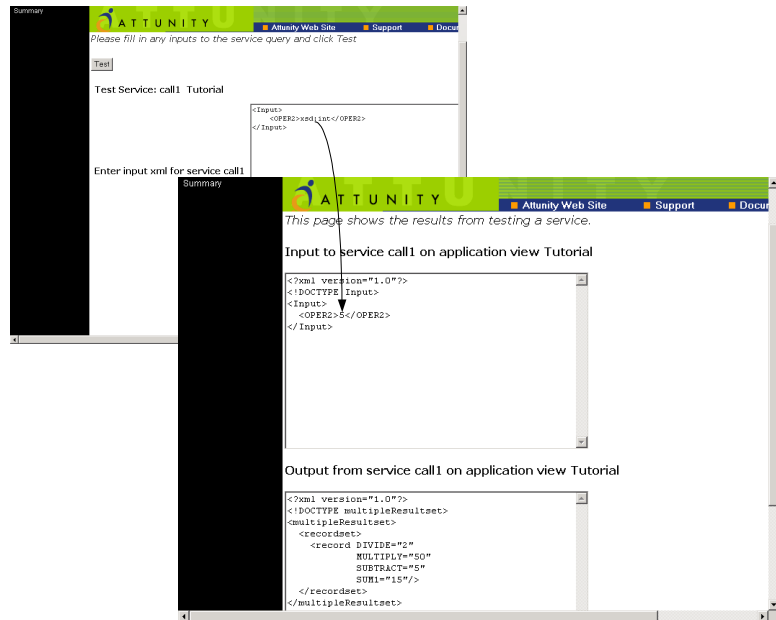 Summary
ATTUNITY
Attunity Web Site Support Docur
Please fill in any inputs to the service query and click Test
Test
Test Service: call1 Tutorial
<Input>
<OPER2>xsd:int</OPER2>
</Input>
Enter input xml for service call1
Summary
ATTUNITY
Attunity Web Site Support Docur
This page shows the results from testing a service.
Input to service call1 on application view Tutorial
<?xml version="1.0"?>
<!DOCTYPE Input>
<Input>
<OPER2>5</OPER2>
</Input>
Output from service call1 on application view Tutorial
<?xml version="1.0"?>
<!DOCTYPE multipleResultset>
<multipleResultset>
<recordset>
<record DIVIDE="2"
MULTIPLY="50"
SUBTRACT="5"
SUM1="15"/>
</recordset>
</multipleResultset>